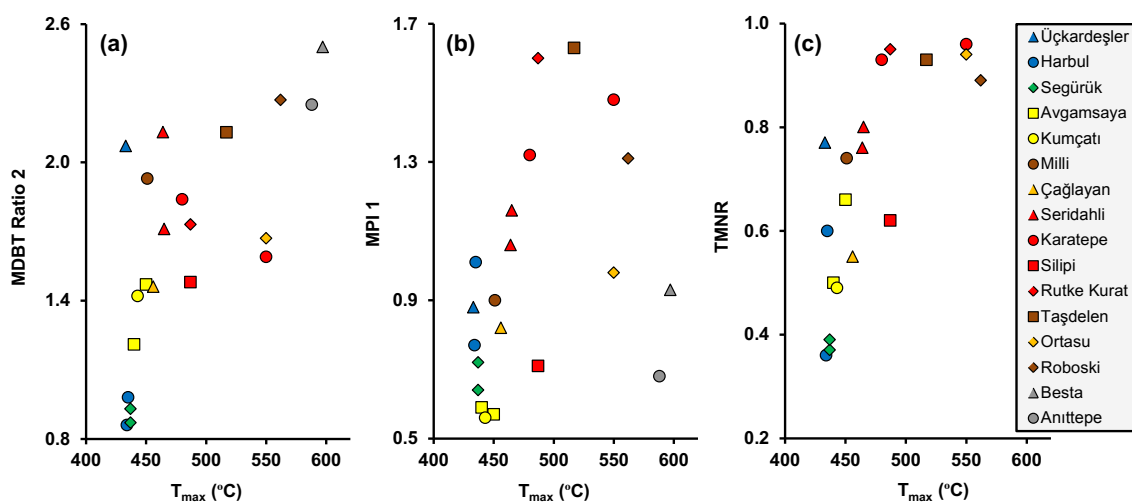 (a)
MDBT Ratio 2
2.6
2.0
1.4
0.8
400
450
500
550
600
Tmax (°C)
(b)
MPI 1
1.7
1.3
0.9
0.5
400
450
500
550
600
Tmax (°C)
(c)
TMNR
1.0
0.8
0.6
0.4
0.2
400
450
500
550
600
Tmax (°C)
Üçkardeşler
Harbul
Segürük
Avgamsaya
Kumçatı
Milli
Çağlayan
Seridahli
Karatepe
Silipi
Rutke Kurat
Taşdelen
Ortasu
Roboski
Besta
Anıttepe